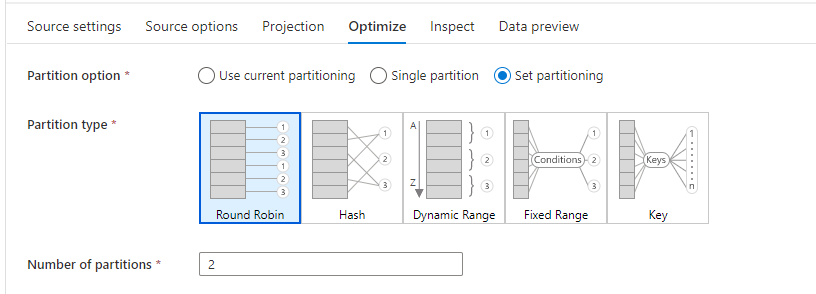 Source settings Source options Projection Optimize Inspect Data preview
Partition option * Use current partitioning Single partition Set partitioning
Partition type *
1 2 3 1 2 3
1 2 3
A Z 1 2 3
Conditions 1 2 3
Keys 1 n
Round Robin Hash Dynamic Range Fixed Range Key
Number of partitions * 2